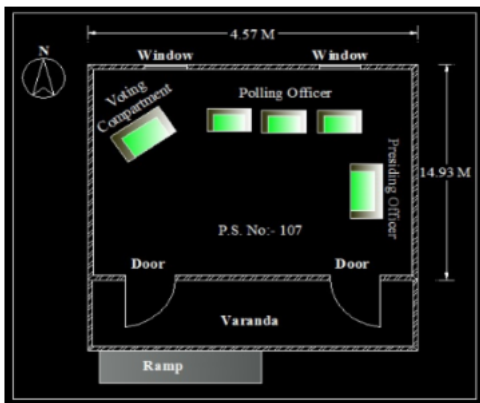 4.57 M
N
Window
Window
Voting
Compartment
Polling Officer
Presiding Officer
14.93 M
P.S. No:- 107
Door
Door
Varanda
Ramp